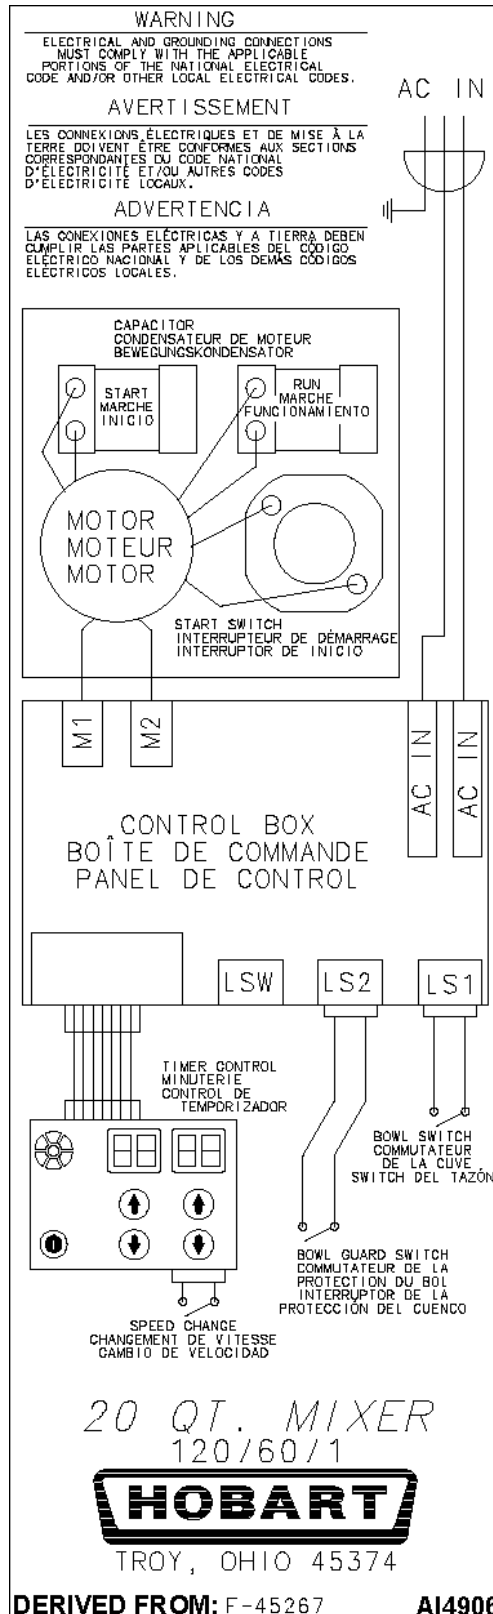 WARNING
ELECTRICAL AND GROUNDING CONNECTIONS
MUST COMPLY WITH THE APPLICABLE
PORTIONS OF THE NATIONAL ELECTRICAL
CODE AND/OR OTHER LOCAL ELECTRICAL CODES.
AVERTISSEMENT
LES CONNEXIONS ÉLECTRIQUES ET DE MISE À LA
TERRE DOIVENT ÊTRE CONFORMES AUX SECTIONS
CORRESPONDANTES DU CODE NATIONAL
D'ÉLECTRICITÉ ET/OU AUTRES CODES
D'ÉLECTRICITÉ LOCAUX.
ADVERTENCIA
LAS CONEXIONES ELÉCTRICAS Y A TIERRA DEBEN
CUMPLIR LAS PARTES APLICABLES DEL CÓDIGO
ELÉCTRICO NACIONAL Y DE LOS DEMÁS CÓDIGOS
ELÉCTRICOS LOCALES.
AC IN
CAPACITOR
CONDENSATEUR DE MOTEUR
BEWEGUNGSKONDENSATOR
START
MARCHE
INICIO
RUN
MARCHE
FUNCIONAMIENTO
MOTOR
MOTEUR
MOTOR
START SWITCH
INTERRUPTEUR DE DÉMARRAGE
INTERRUPTOR DE INICIO
M1
M2
AC IN
AC IN
CONTROL BOX
BOÎTE DE COMMANDE
PANEL DE CONTROL
LSW
LS2
LS1
TIMER CONTROL
MINUTERIE
CONTROL DE
TEMPORIZADOR
BOWL SWITCH
COMMUTATEUR
DE LA CUVE
SWITCH DEL TAZÓN
BOWL GUARD SWITCH
COMMUTATEUR DE LA
PROTECTION DU BOL
INTERRUPTOR DE LA
PROTECCIÓN DEL CUENCO
SPEED CHANGE
CHANGEMENT DE VITESSE
CAMBIO DE VELOCIDAD
20 QT. MIXER
120/60/1
HOBART
TROY, OHIO 45374
DERIVED FROM: F-45267
AI4906